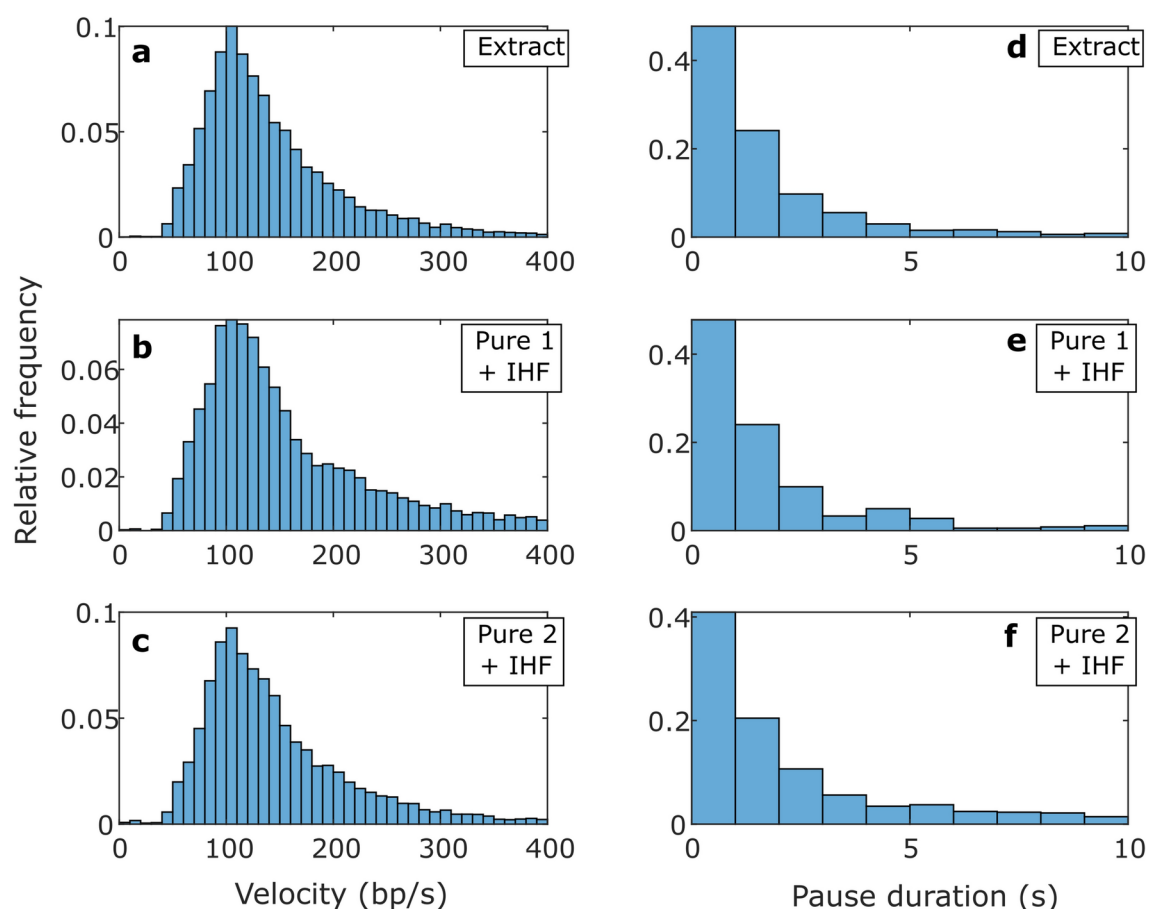 a
Extract
0.1
0.05
0
0 100 200 300 400
d
Extract
0.4
0.2
0
0 5 10
b
Pure 1
+ IHF
0.06
0.04
0.02
0
0 100 200 300 400
e
Pure 1
+ IHF
0.4
0.2
0
0 5 10
c
Pure 2
+ IHF
0.1
0.05
0
0 100 200 300 400
f
Pure 2
+ IHF
0.4
0.2
0
0 5 10
Relative frequency
Velocity (bp/s)
Pause duration (s)